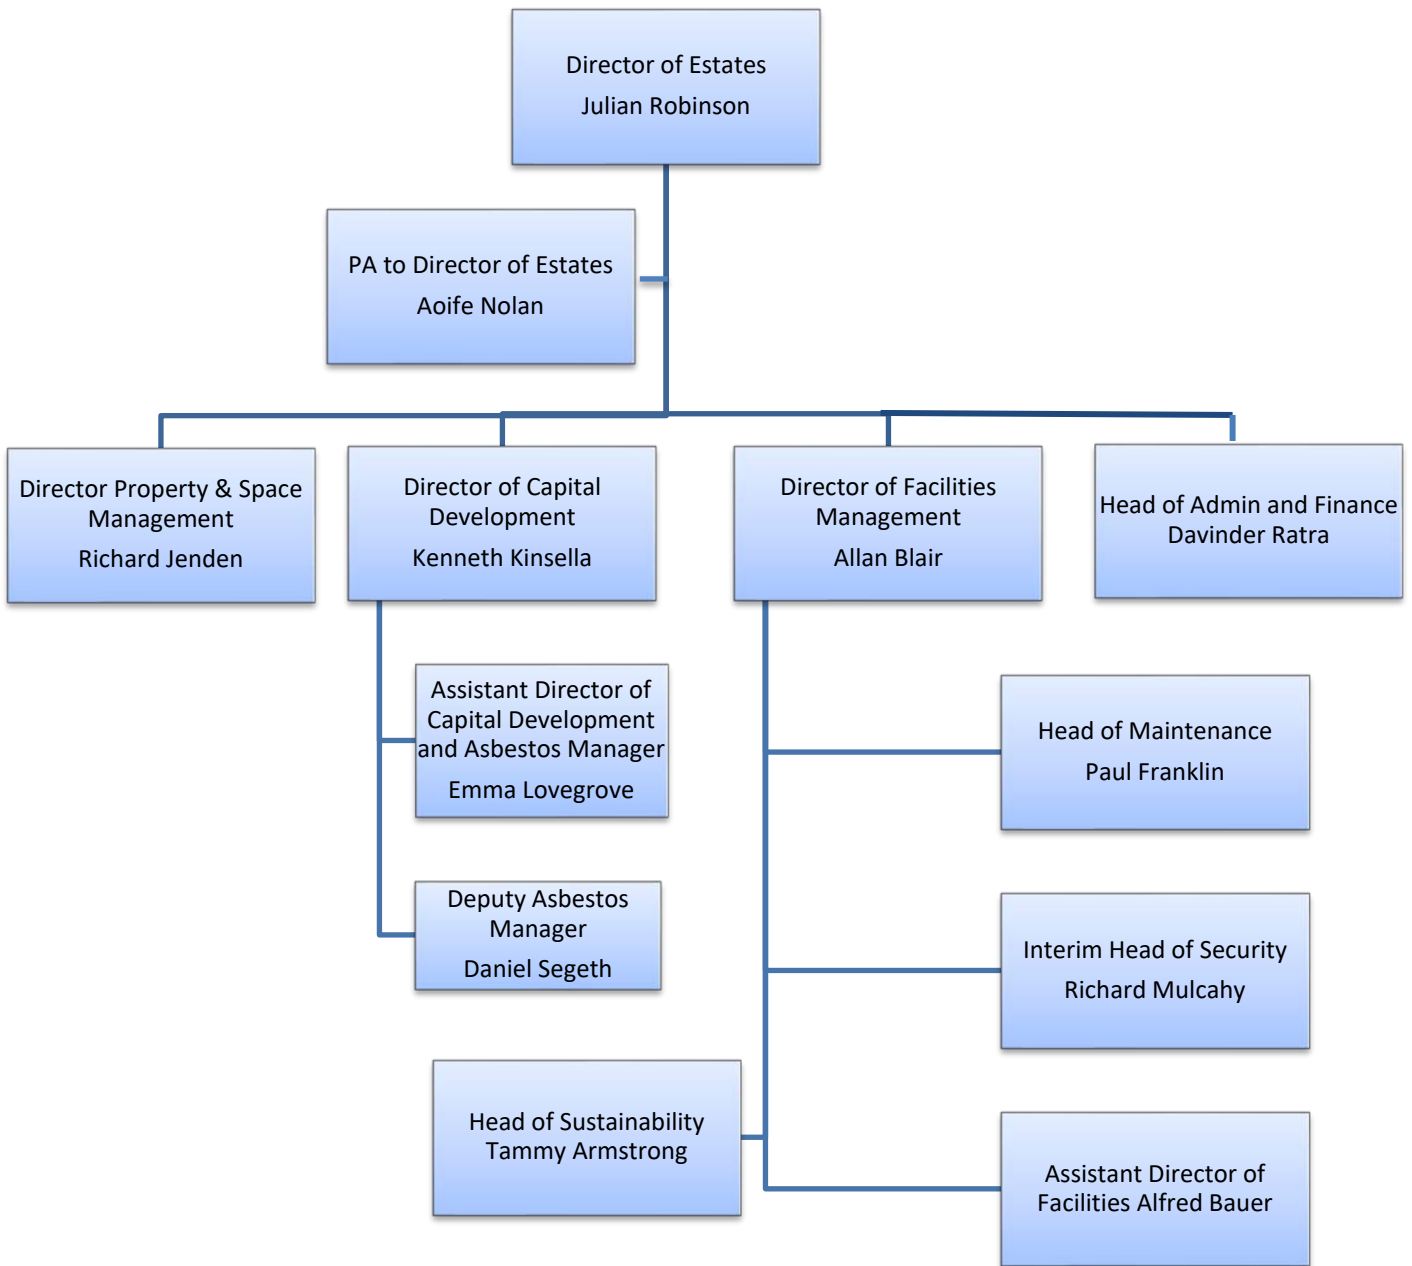 Director of Estates
Julian Robinson
PA to Director of Estates
Aoife Nolan
Director Property & Space
Management
Richard Jenden
Director of Capital
Development
Kenneth Kinsella
Director of Facilities
Management
Allan Blair
Head of Admin and Finance
Davinder Ratra
Assistant Director of
Capital Development
and Asbestos Manager
Emma Lovegrove
Deputy Asbestos
Manager
Daniel Segeth
Head of Maintenance
Paul Franklin
Interim Head of Security
Richard Mulcahy
Head of Sustainability
Tammy Armstrong
Assistant Director of
Facilities Alfred Bauer